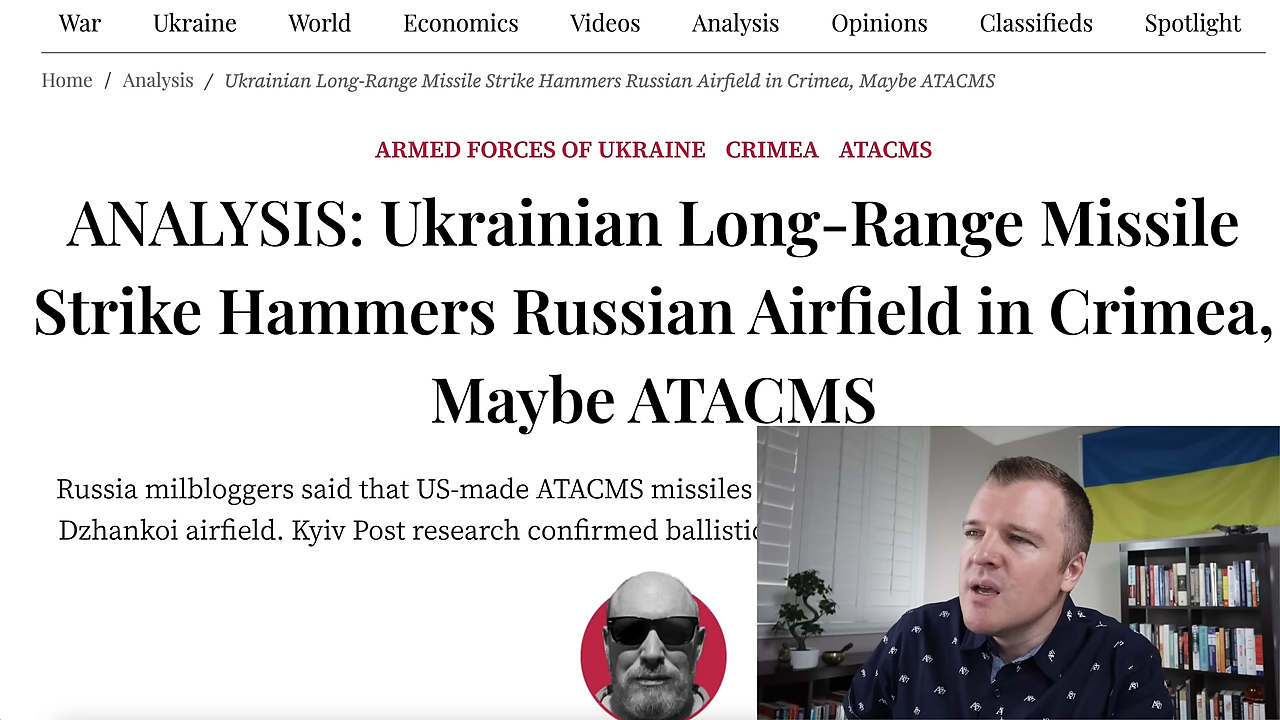 War Ukraine World Economics Videos Analysis Opinions Classifieds Spotlight
Home / Analysis / Ukrainian Long-Range Missile Strike Hammers Russian Airfield in Crimea, Maybe ATACMS
ARMED FORCES OF UKRAINE CRIMEA ATACMS
ANALYSIS: Ukrainian Long-Range Missile
Strike Hammers Russian Airfield in Crimea,
Maybe ATACMS
Russia milbloggers said that US-made ATACMS missiles
Dzhankoi airfield. Kyiv Post research confirmed